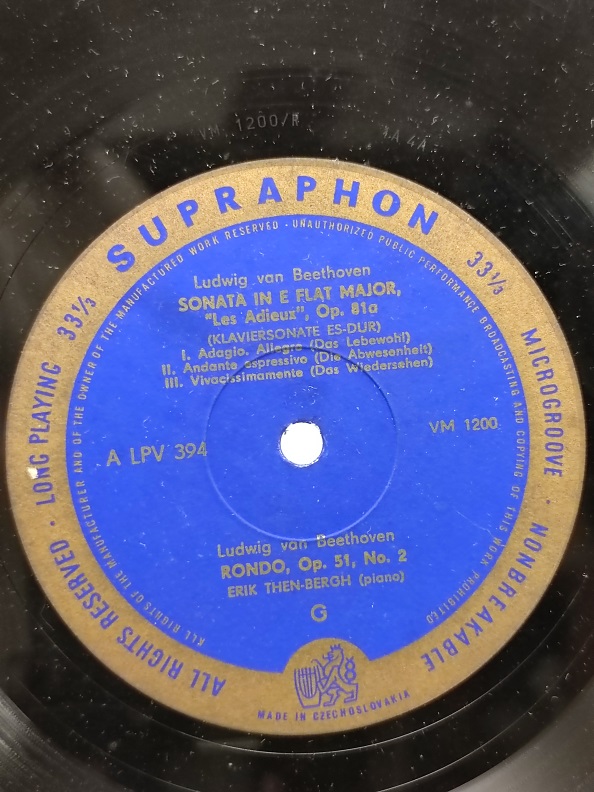 VM 1200/A 4A 4A
SUPRAPHON
33⅓
MICROGROOVE · NONBREAKABLE
33⅓
ALL RIGHTS RESERVED · LONG PLAYING
ALL RIGHTS OF THE MANUFACTURER AND OF THE OWNER OF THE MANUFACTURED WORK RESERVED · UNAUTHORIZED PUBLIC PERFORMANCE BROADCASTING AND COPYING OF THIS WORK PROHIBITED
Ludwig van Beethoven
SONATA IN E FLAT MAJOR,
"Les Adieux", Op. 81a
(KLAVIERSONATE ES-DUR)
I. Adagio. Allegro (Das Lebewohl)
II. Andante espressivo (Die Abwesenheit)
III. Vivacissimamente (Das Wiedersehen)
A LPV 394
VM 1200
Ludwig van Beethoven
RONDO, Op. 51, No. 2
ERIK THEN-BERGH (piano)
G
MADE IN CZECHOSLOVAKIA